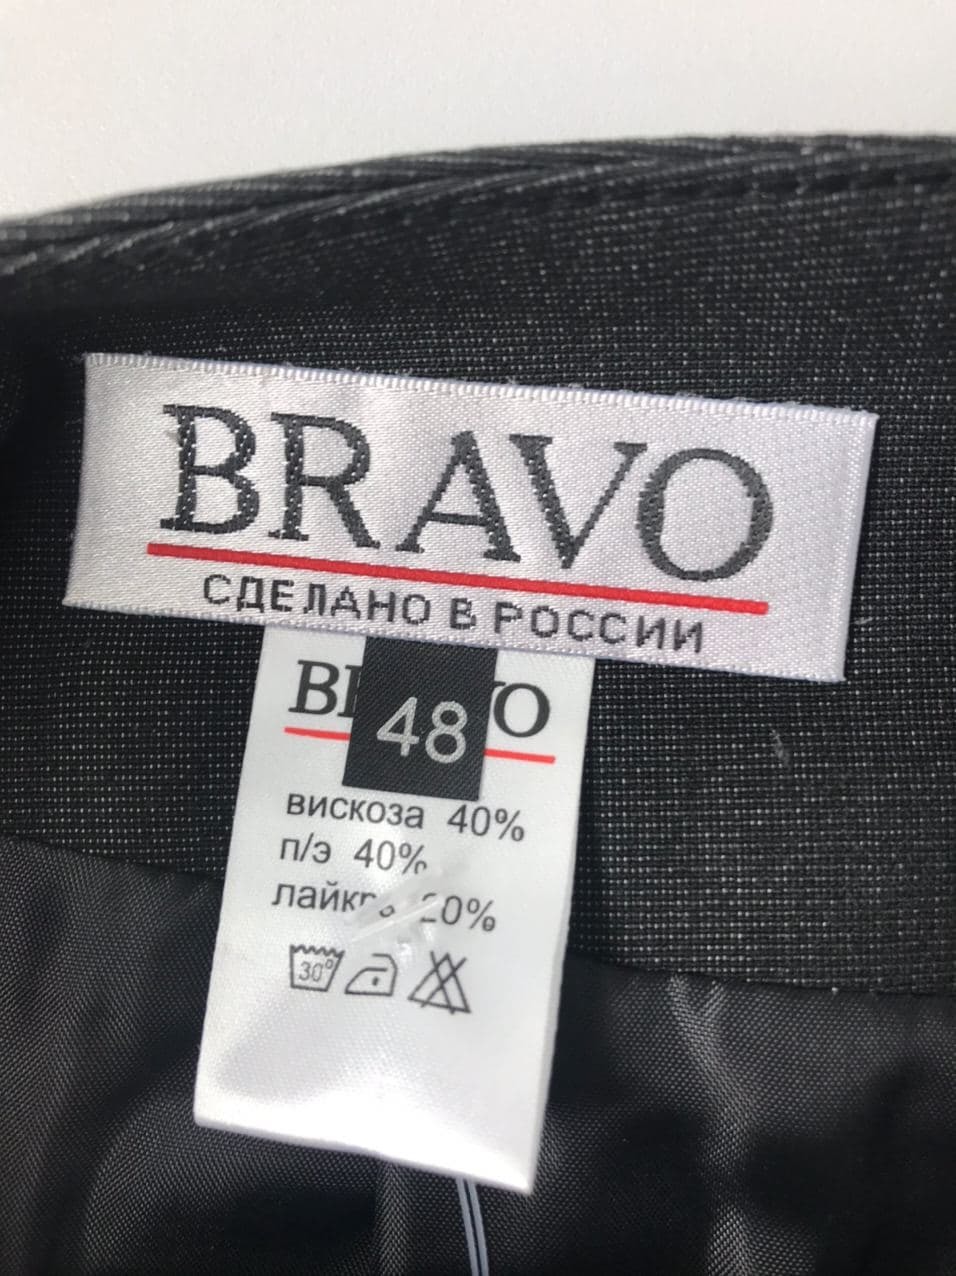 BRAVO
СДЕЛАНО В РОССИИ
48
вискоза 40%
п/э 40%
30°